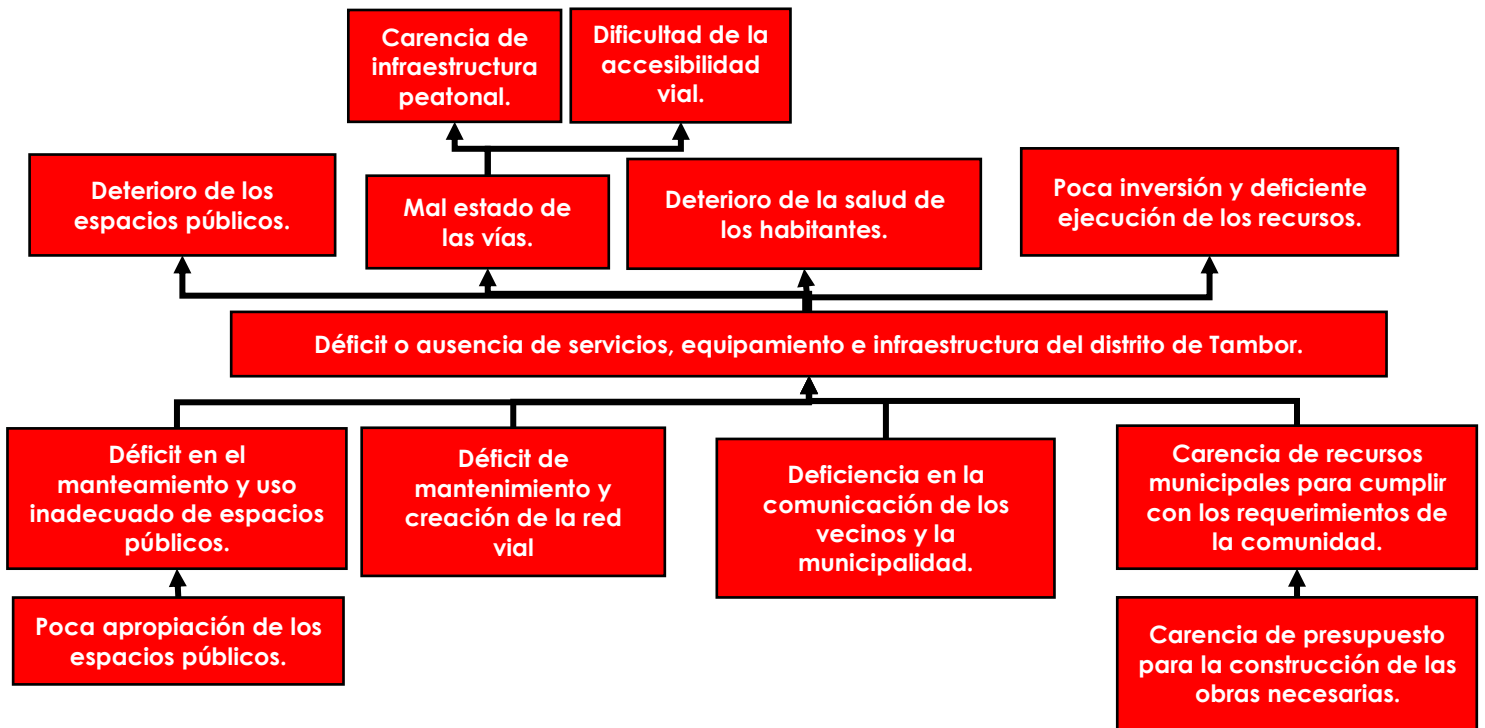 Carencia de
infraestructura
peatonal.
Dificultad de la
accesibilidad
vial.
Deterioro de los
espacios públicos.
Mal estado de
las vías.
Deterioro de la salud de
los habitantes.
Poca inversión y deficiente
ejecución de los recursos.
Déficit o ausencia de servicios, equipamiento e infraestructura del distrito de Tambor.
Déficit en el
manteamiento y uso
inadecuado de espacios
públicos.
Déficit de
mantenimiento y
creación de la red
vial
Deficiencia en la
comunicación de los
vecinos y la
municipalidad.
Carencia de recursos
municipales para cumplir
con los requerimientos de
la comunidad.
Poca apropiación de los
espacios públicos.
Carencia de presupuesto
para la construcción de las
obras necesarias.